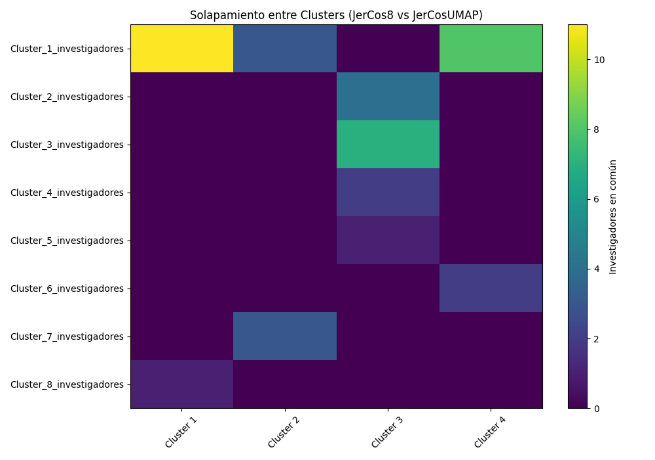 Solapamiento entre Clusters (JerCos8 vs JerCosUMAP)
Cluster_1_investigadores
Cluster_2_investigadores
Cluster_3_investigadores
Cluster_4_investigadores
Cluster_5_investigadores
Cluster_6_investigadores
Cluster_7_investigadores
Cluster_8_investigadores
Cluster 1
Cluster 2
Cluster 3
Cluster 4
10
8
6
4
2
0
Investigadores en común